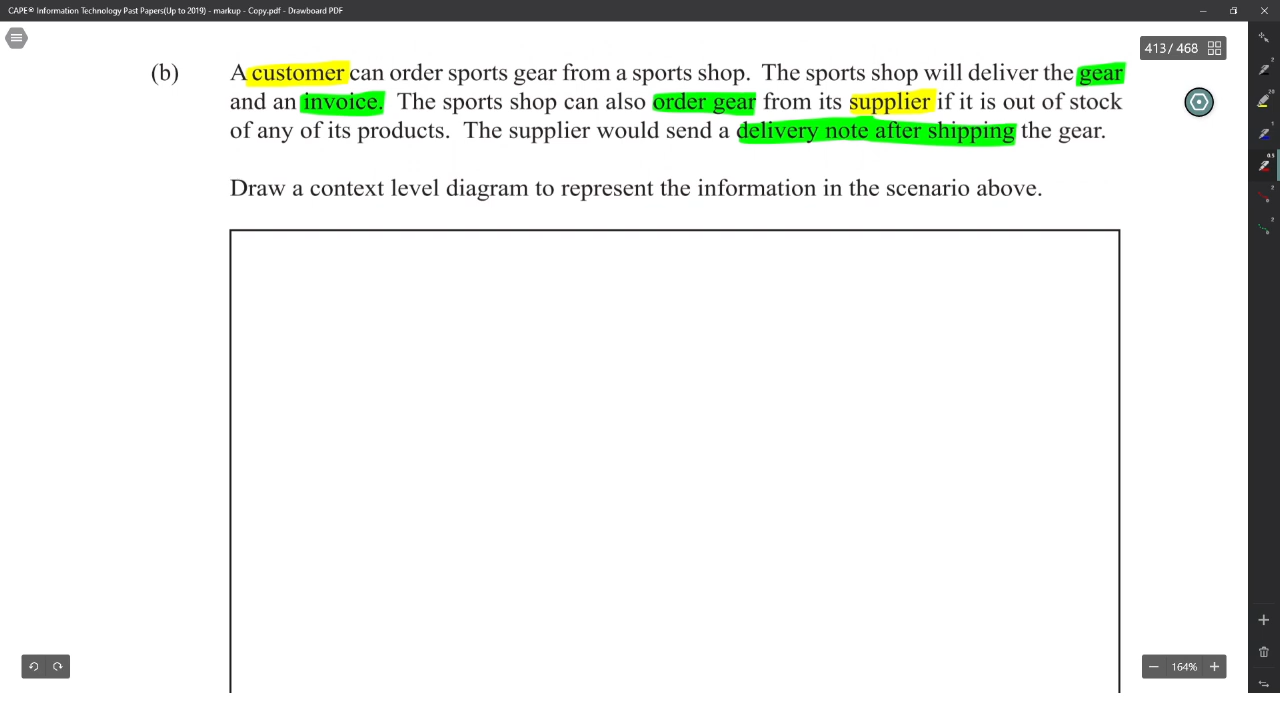 CAPE® Information Technology Past Papers(Up to 2019) - markup - Copy.pdf - Drawboard PDF
413 / 468
(b) A customer can order sports gear from a sports shop. The sports shop will deliver the gear
and an invoice. The sports shop can also order gear from its supplier if it is out of stock
of any of its products. The supplier would send a delivery note after shipping the gear.
Draw a context level diagram to represent the information in the scenario above.
164%